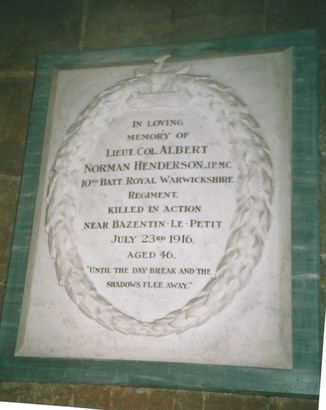 IN LOVING
MEMORY OF
LIEUT. COL ALBERT
NORMAN HENDERSON, J.P. M.C.
10TH BATT. ROYAL WARWICKSHIRE
REGIMENT.
KILLED IN ACTION
NEAR BAZENTIN-LE-PETIT
JULY 23RD 1916.
AGED 46.
"UNTIL THE DAY BREAK AND THE
SHADOWS FLEE AWAY."